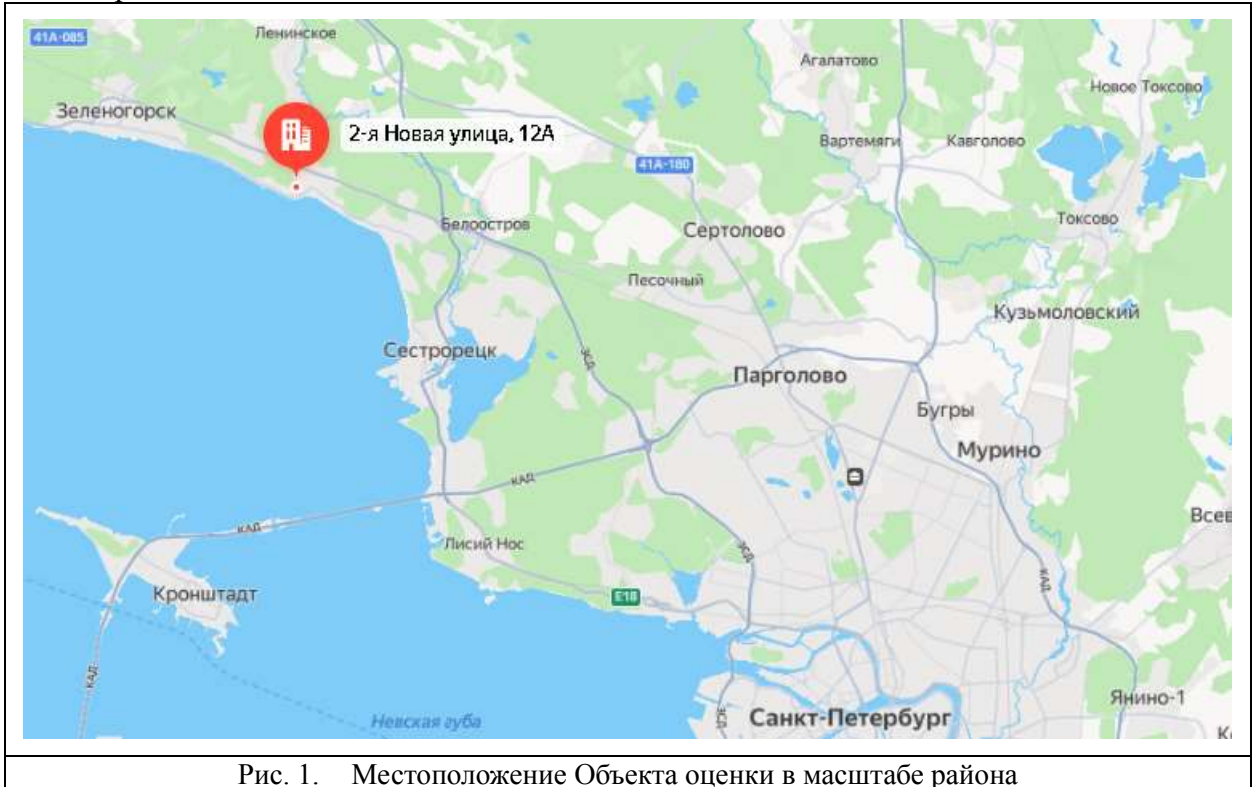 41A-085
Ленинское
Агалатово
Новое Токсово
Зеленогорск
2-я Новая улица, 12А
Вартемяги
Кавголово
41A-180
Белоостров
Сертолово
Токсово
Песочный
Кузьмоловский
Сестрорецк
ЗСД
Парголово
Бугры
Мурино
КАД
Всев
КАД
Лисий Нос
ЗСД
КАД
Кронштадт
E18
КАД
Янино-1
Невская губа
ЗСД
Санкт-Петербург
Рис. 1. Местоположение Объекта оценки в масштабе района